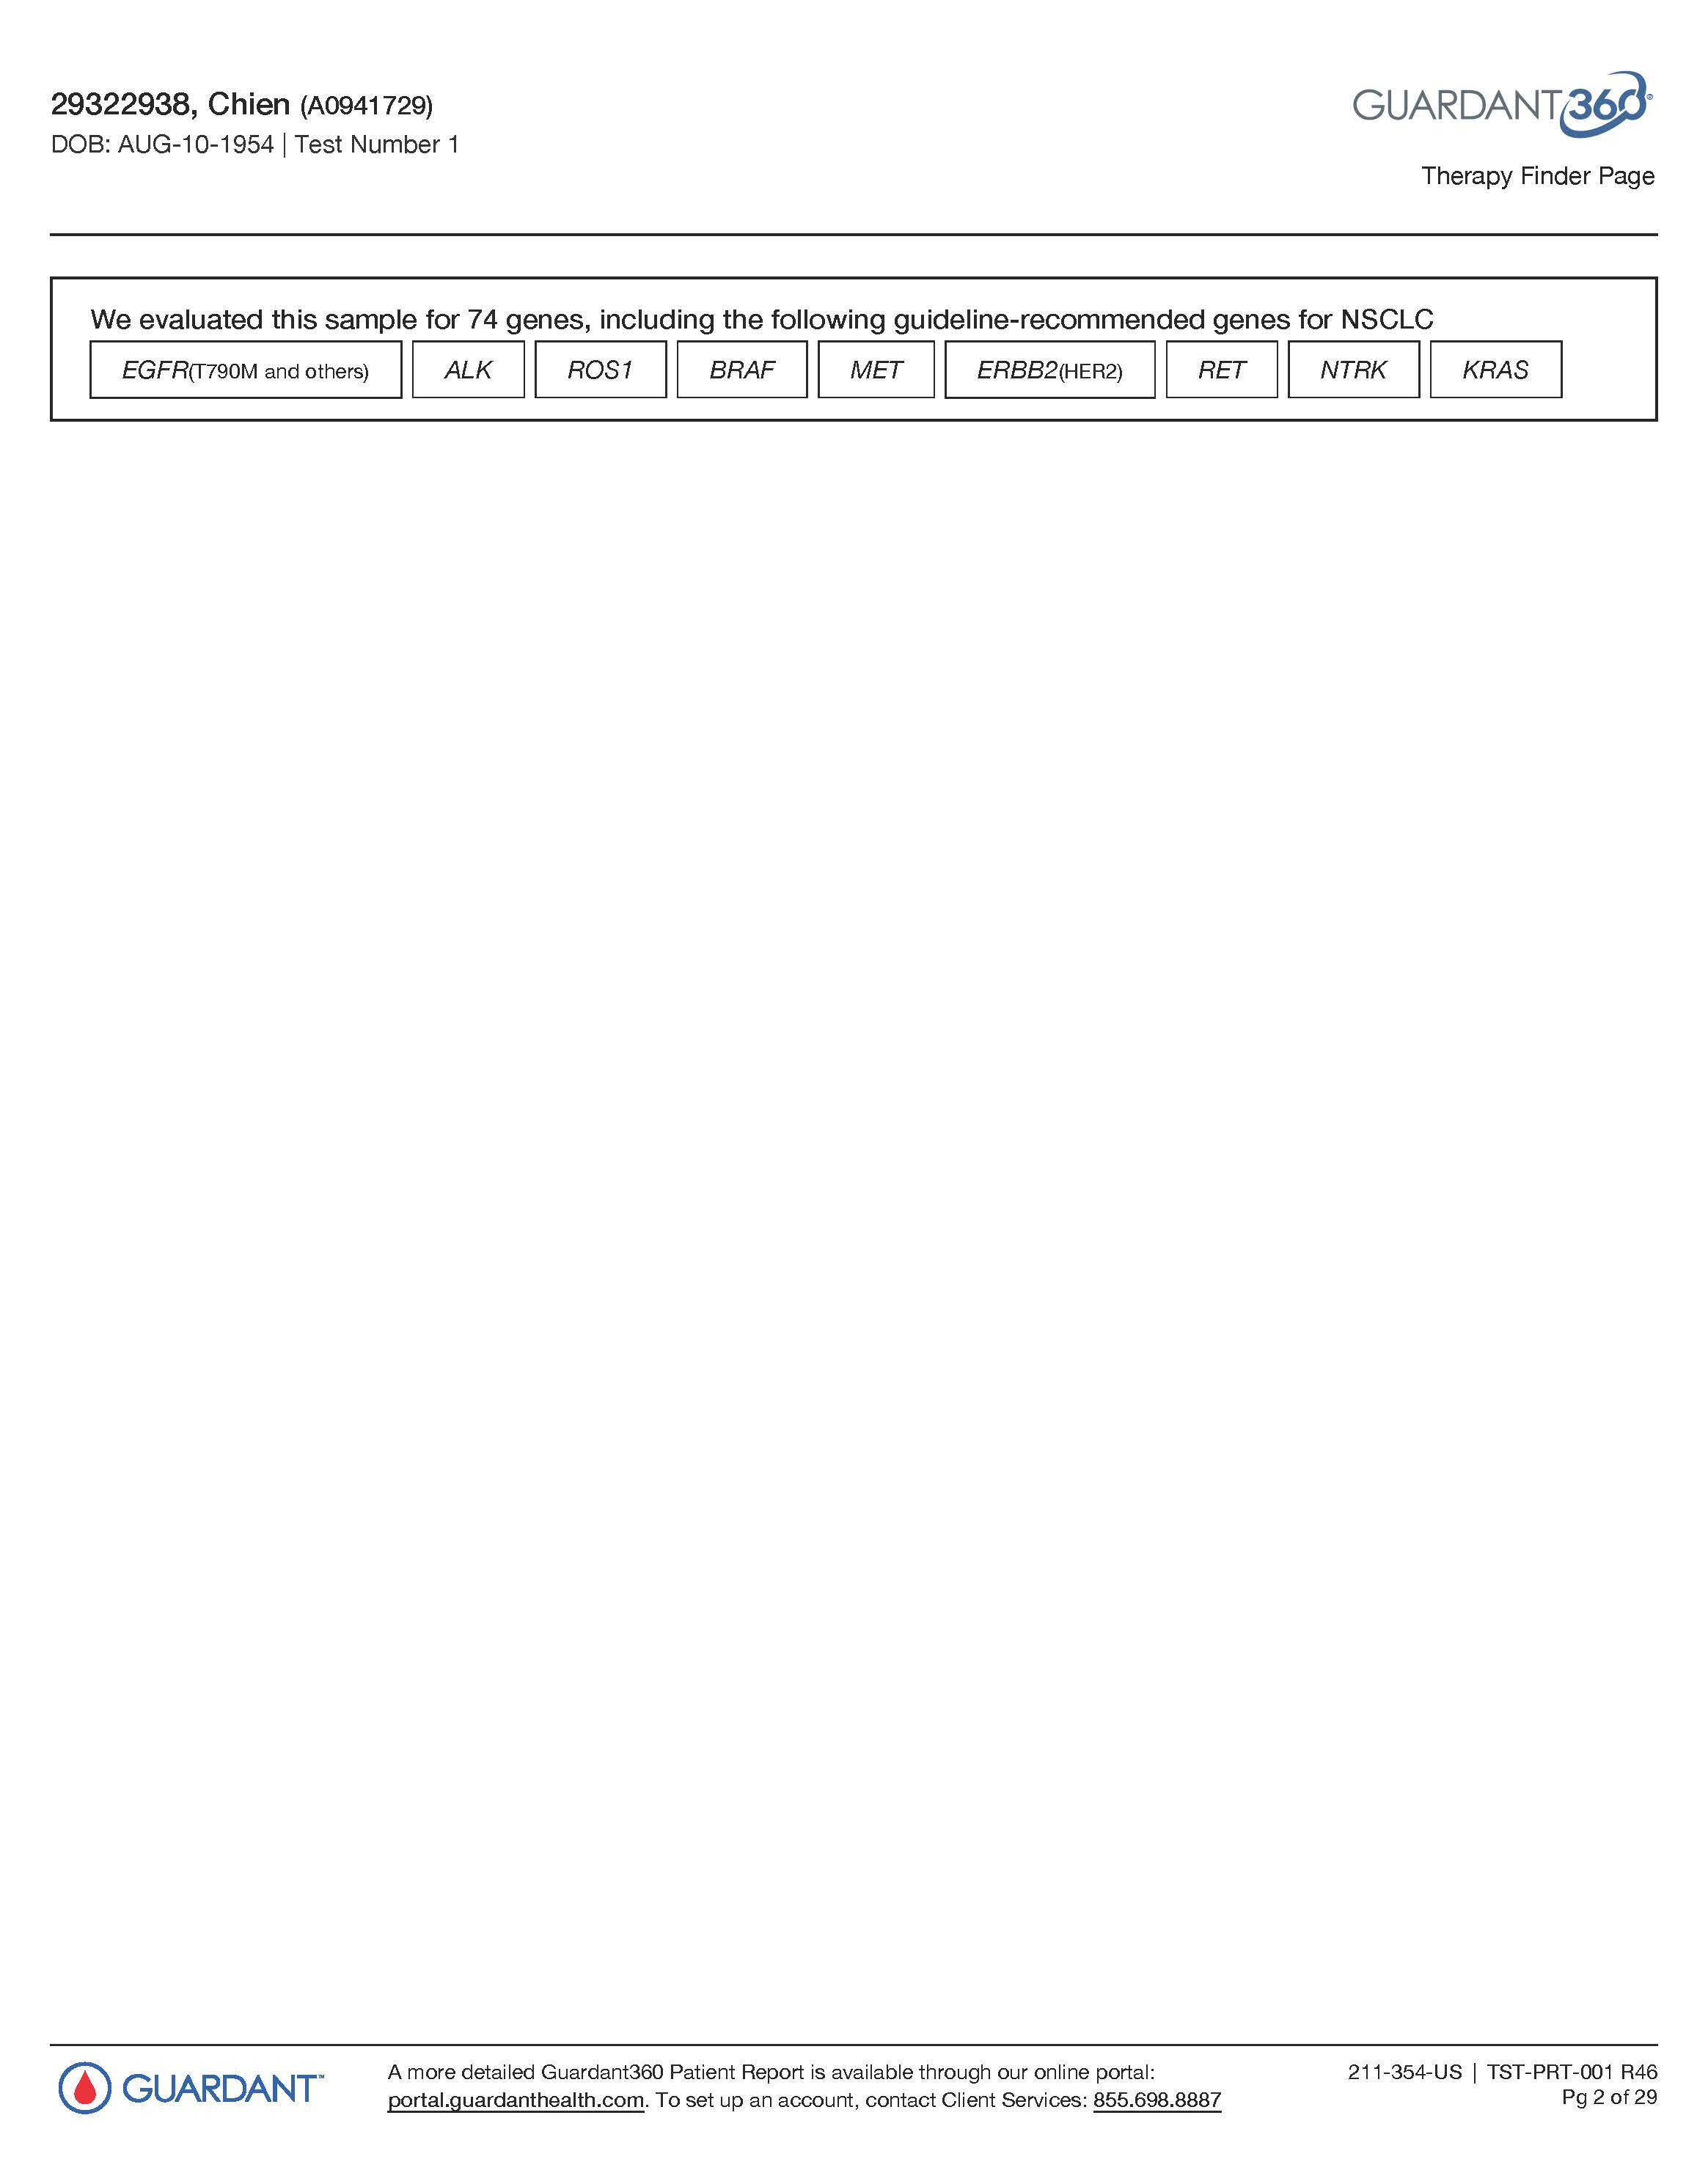 29322938, Chien (A0941729)
DOB: AUG-10-1954 | Test Number 1
GUARDANT360®
Therapy Finder Page
We evaluated this sample for 74 genes, including the following guideline-recommended genes for NSCLC
EGFR(T790M and others) ALK ROS1 BRAF MET ERBB2(HER2) RET NTRK KRAS
GUARDANT™
A more detailed Guardant360 Patient Report is available through our online portal:
portal.guardanthealth.com. To set up an account, contact Client Services: 855.698.8887
211-354-US | TST-PRT-001 R46
Pg 2 of 29